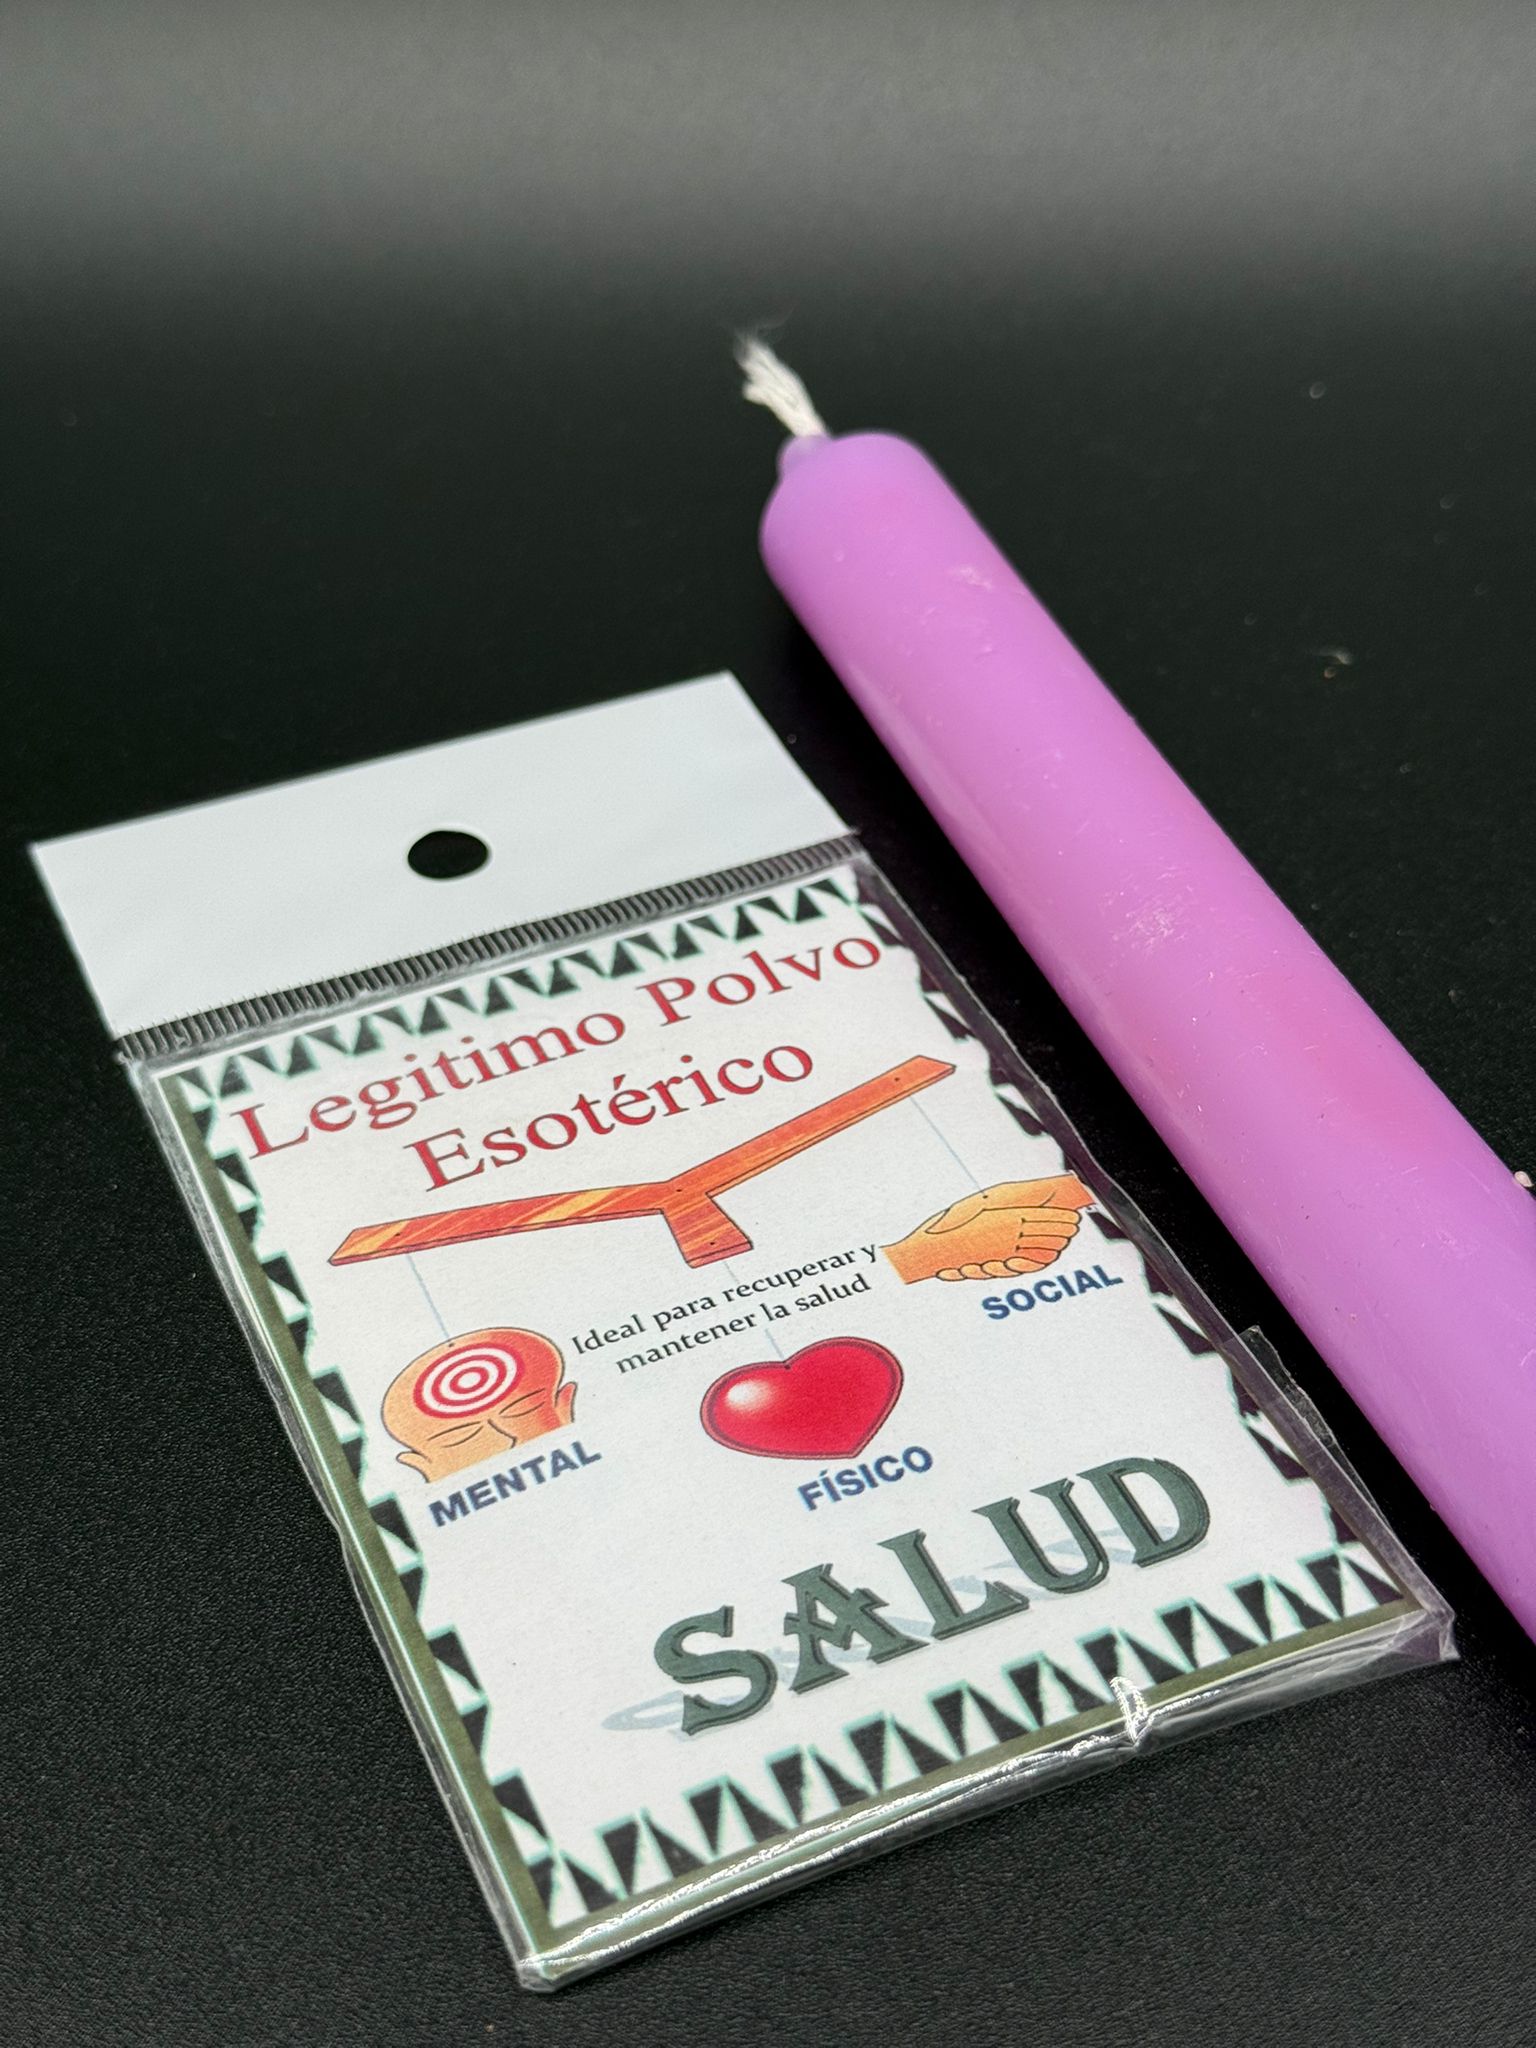 Legitimo Polvo
Esotérico
Ideal para recuperar y
mantener la salud
SOCIAL
MENTAL
FÍSICO
SALUD